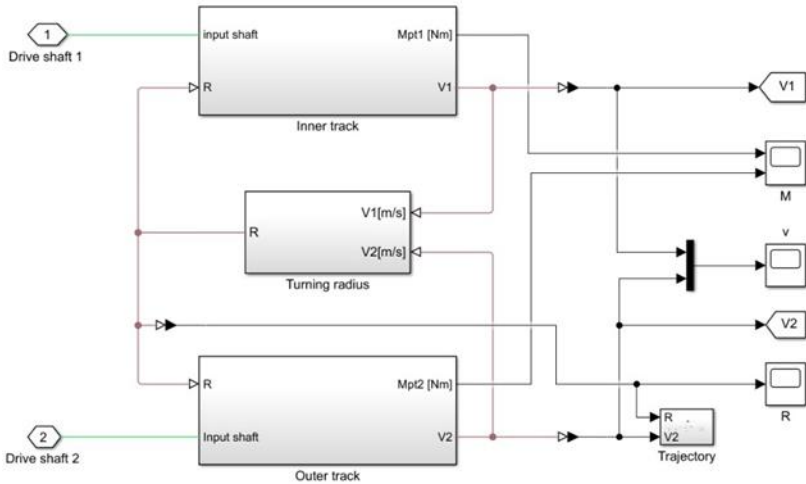 1
Drive shaft 1
input shaft
Mpt1 [Nm]
R
V1
Inner track
V1
M
V1[m/s]
R
V2[m/s]
Turning radius
v
V2
R
Mpt2 [Nm]
R
R
V2
Trajectory
2
Drive shaft 2
Input shaft
V2
Outer track